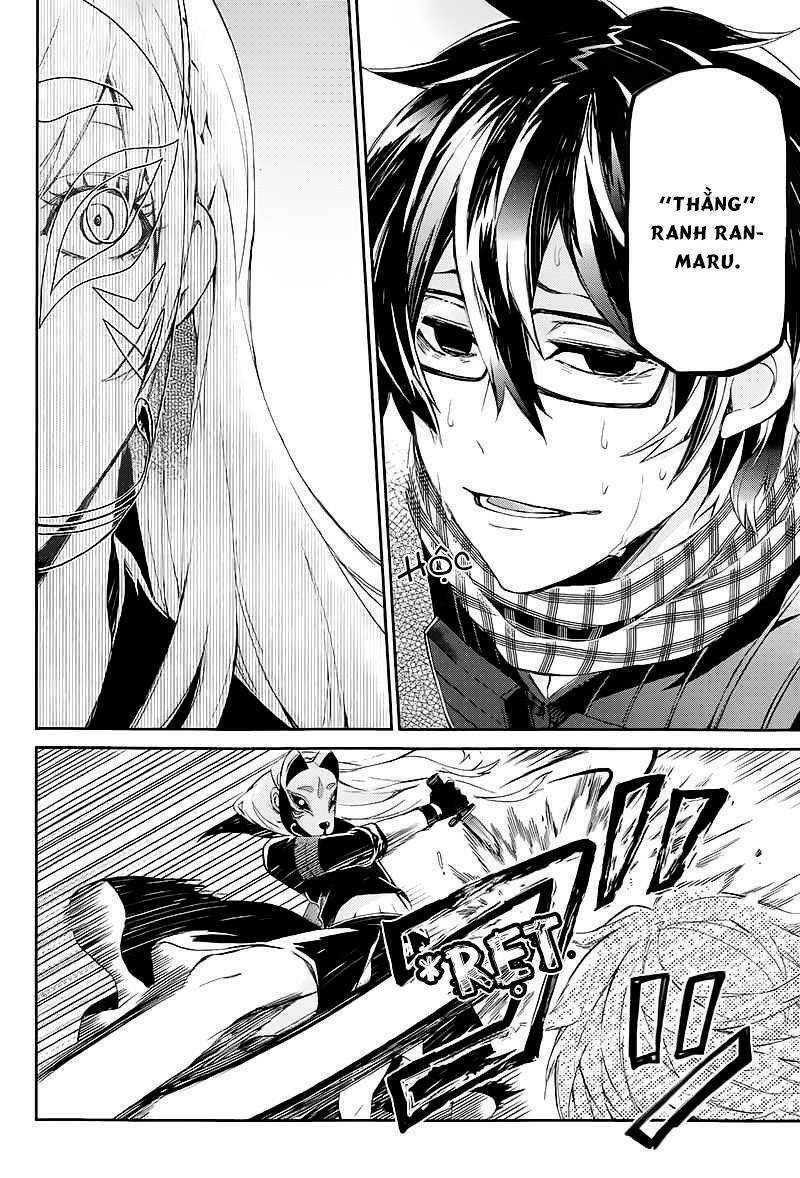 “THẰNG”
RANH RAN-
MARU.
HỘC
*RẸT.